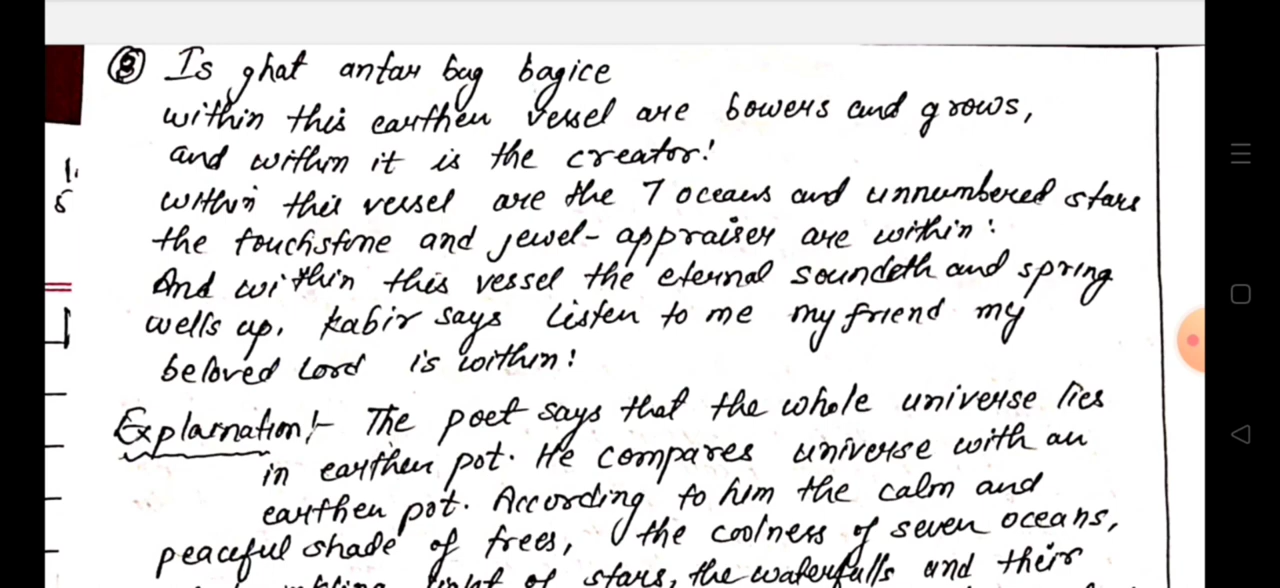 ⑧ Is ghat antar bag bagice
within this earthen vessel are bowers and grows,
and within it is the creator!
within this vessel are the 7 oceans and unnumbered stars
the touchstone and jewel-appraiser are within:
And within this vessel the eternal soundeth and spring
wells up. Kabir says listen to me my friend my
beloved Lord is within!
Explarnation!- The poet says that the whole universe lies
in earthen pot. He compares universe with an
earthen pot. According to him the calm and
peaceful shade of trees, the coolness of seven oceans,
light of stars, the waterfalls and their